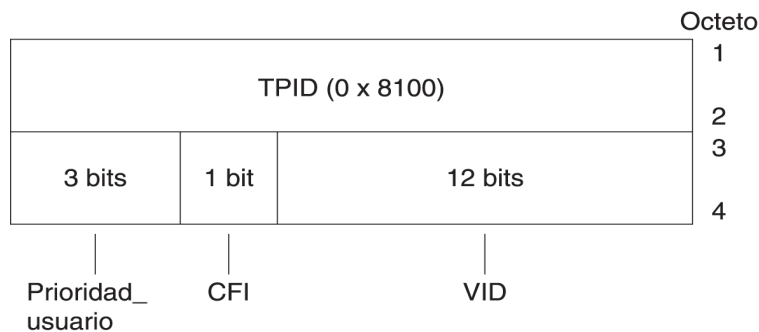 Octeto
1
TPID (0 x 8100)
2
3
3 bits
1 bit
12 bits
4
Prioridad_
usuario
CFI
VID